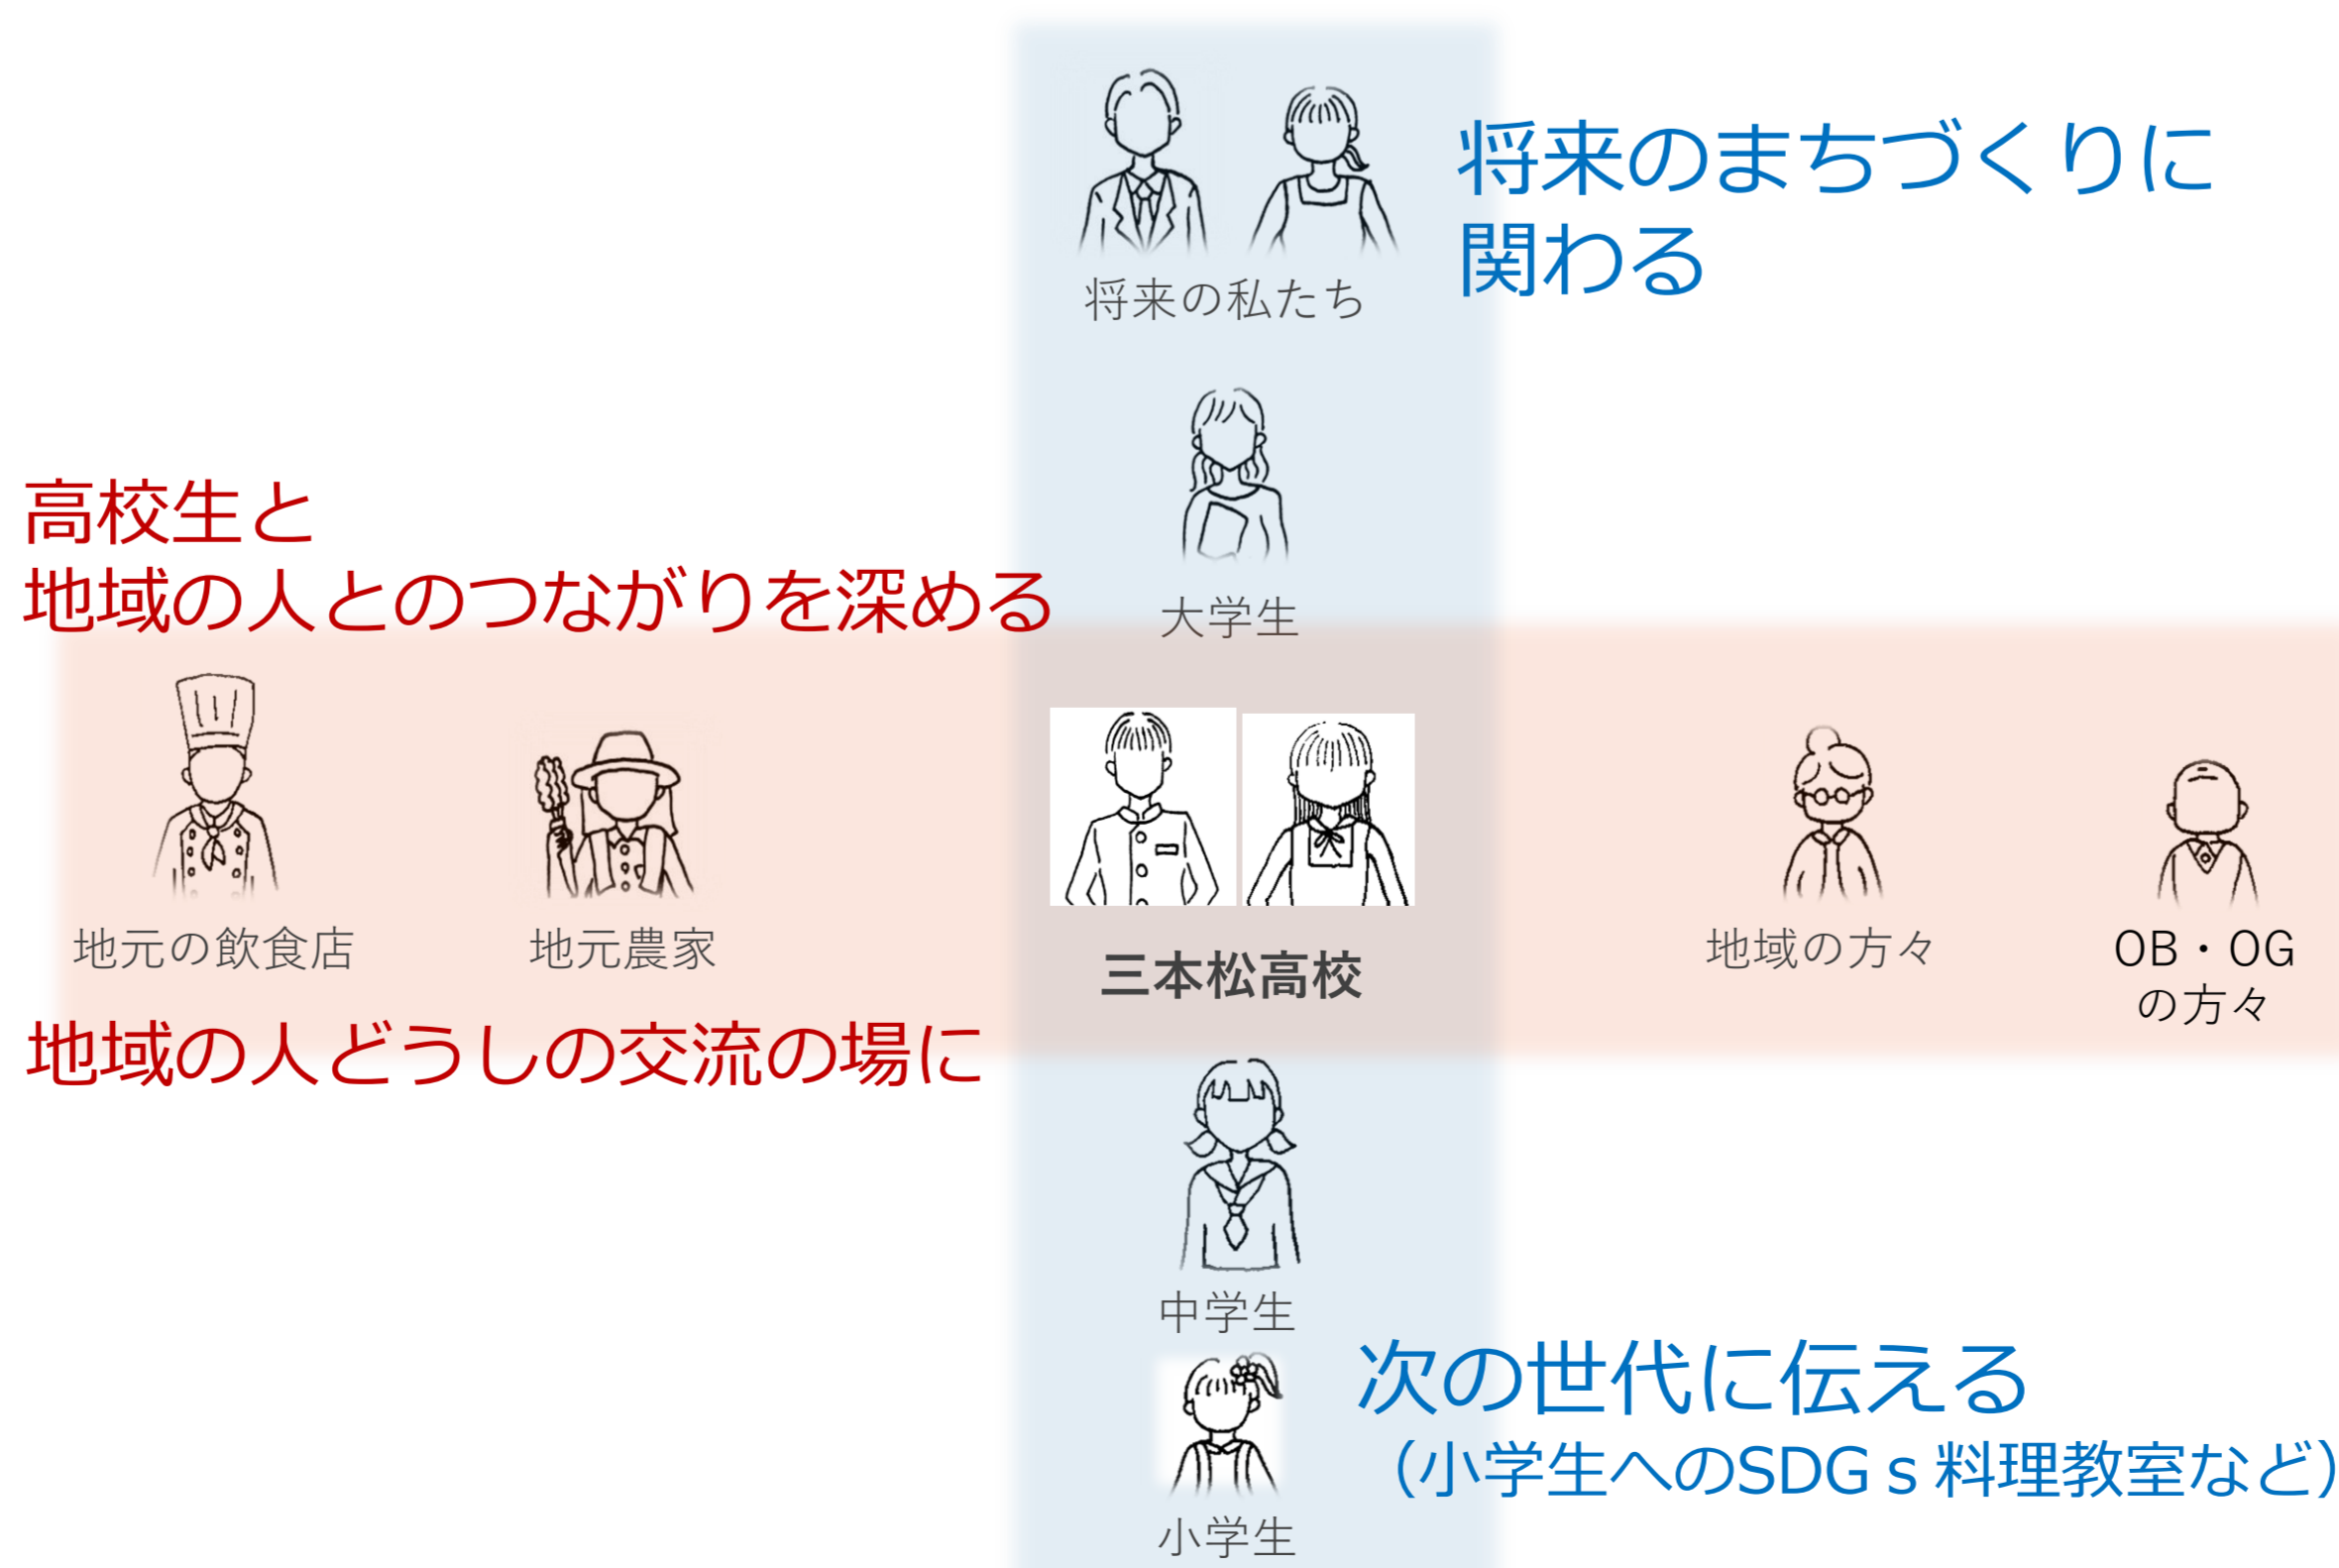 将来のまちづくりに
関わる
将来の私たち
大学生
高校生と
地域の人とのつながりを深める
地元の飲食店
地元農家
三本松高校
地域の方々
OB・OG
の方々
地域の人どうしの交流の場に
中学生
次の世代に伝える
（小学生へのSDGｓ料理教室など）
小学生